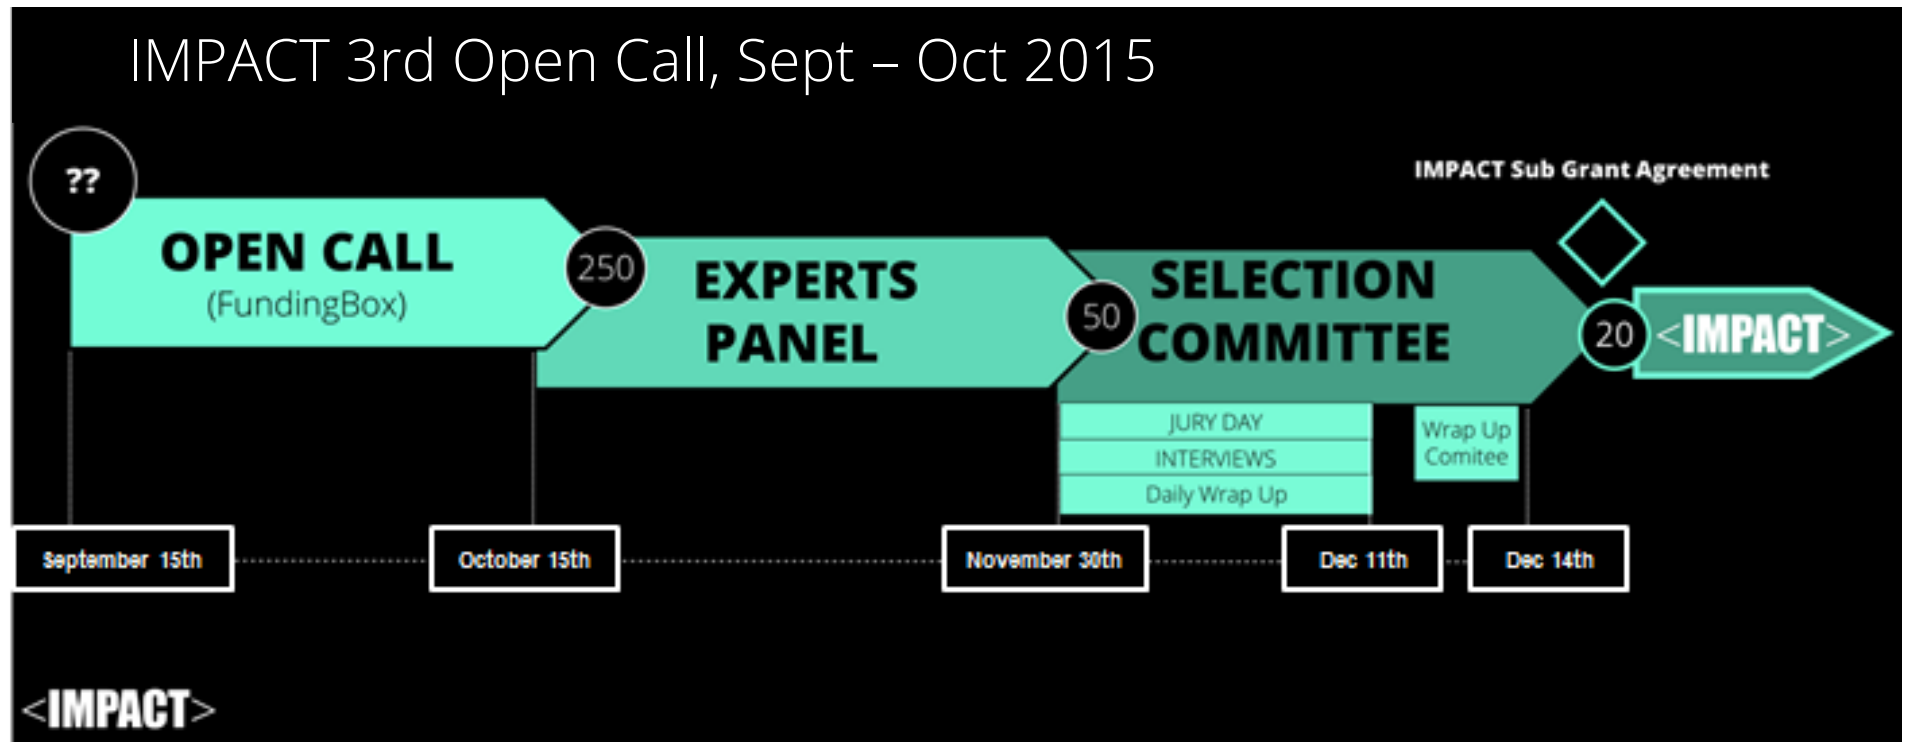 IMPACT 3rd Open Call, Sept – Oct 2015
??
IMPACT Sub Grant Agreement
OPEN CALL
(FundingBox)
250
EXPERTS
PANEL
50
SELECTION
COMMITTEE
20
<IMPACT>
JURY DAY
INTERVIEWS
Daily Wrap Up
Wrap Up
Comitee
September 15th
October 15th
November 30th
Dec 11th
Dec 14th
<IMPACT>